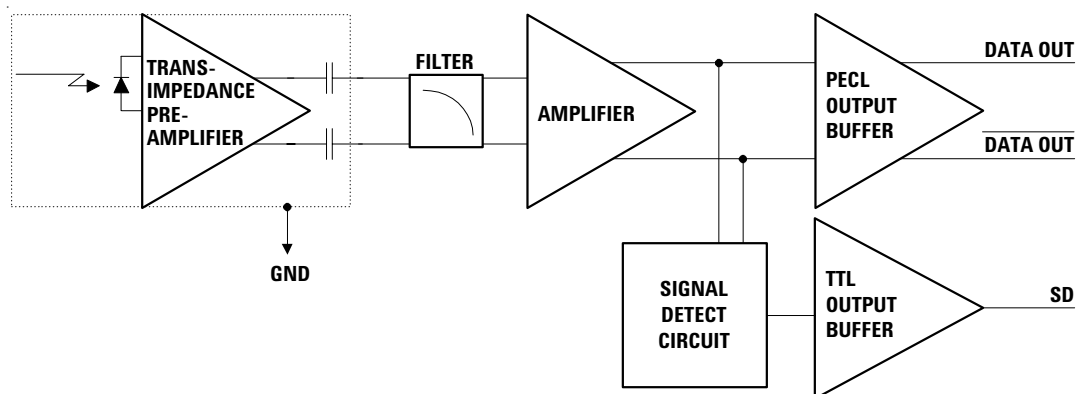 TRANS-
IMPEDANCE
PRE-
AMPLIFIER
GND
FILTER
AMPLIFIER
PECL
OUTPUT
BUFFER
DATA OUT
DATA OUT
SIGNAL
DETECT
CIRCUIT
TTL
OUTPUT
BUFFER
SD